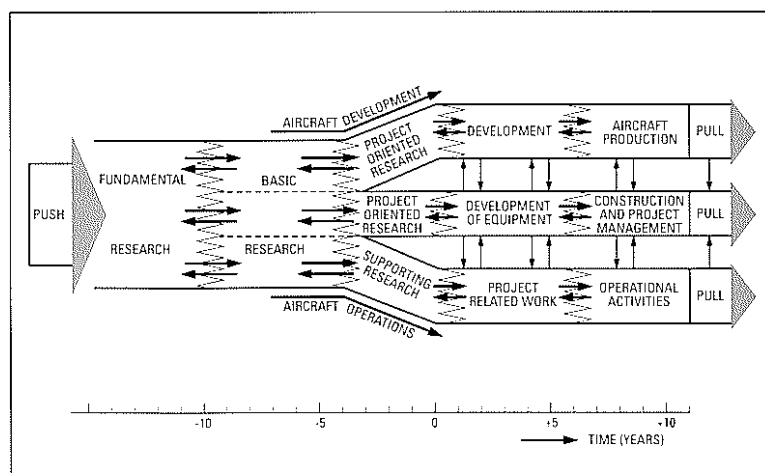 PUSH
FUNDAMENTAL
RESEARCH
BASIC
RESEARCH
AIRCRAFT DEVELOPMENT
PROJECT
ORIENTED
RESEARCH
DEVELOPMENT
AIRCRAFT
PRODUCTION
PULL
PROJECT
ORIENTED
RESEARCH
DEVELOPMENT
OF EQUIPMENT
CONSTRUCTION
AND PROJECT
MANAGEMENT
PULL
SUPPORTING
RESEARCH
AIRCRAFT OPERATIONS
PROJECT
RELATED WORK
OPERATIONAL
ACTIVITIES
PULL
-10
-5
0
+5
+10
TIME (YEARS)